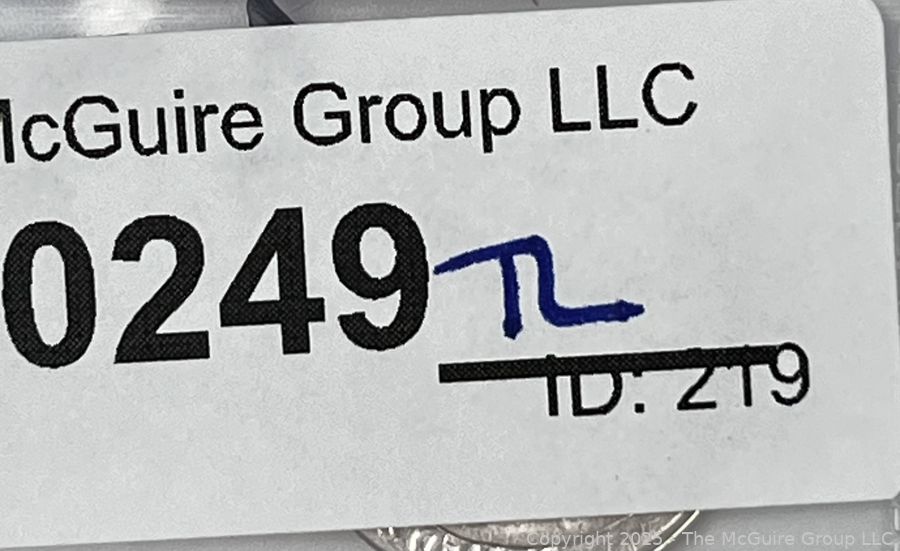 McGuire Group LLC
0249
ID: 219
Copyright 2025 - The McGuire Group LLC